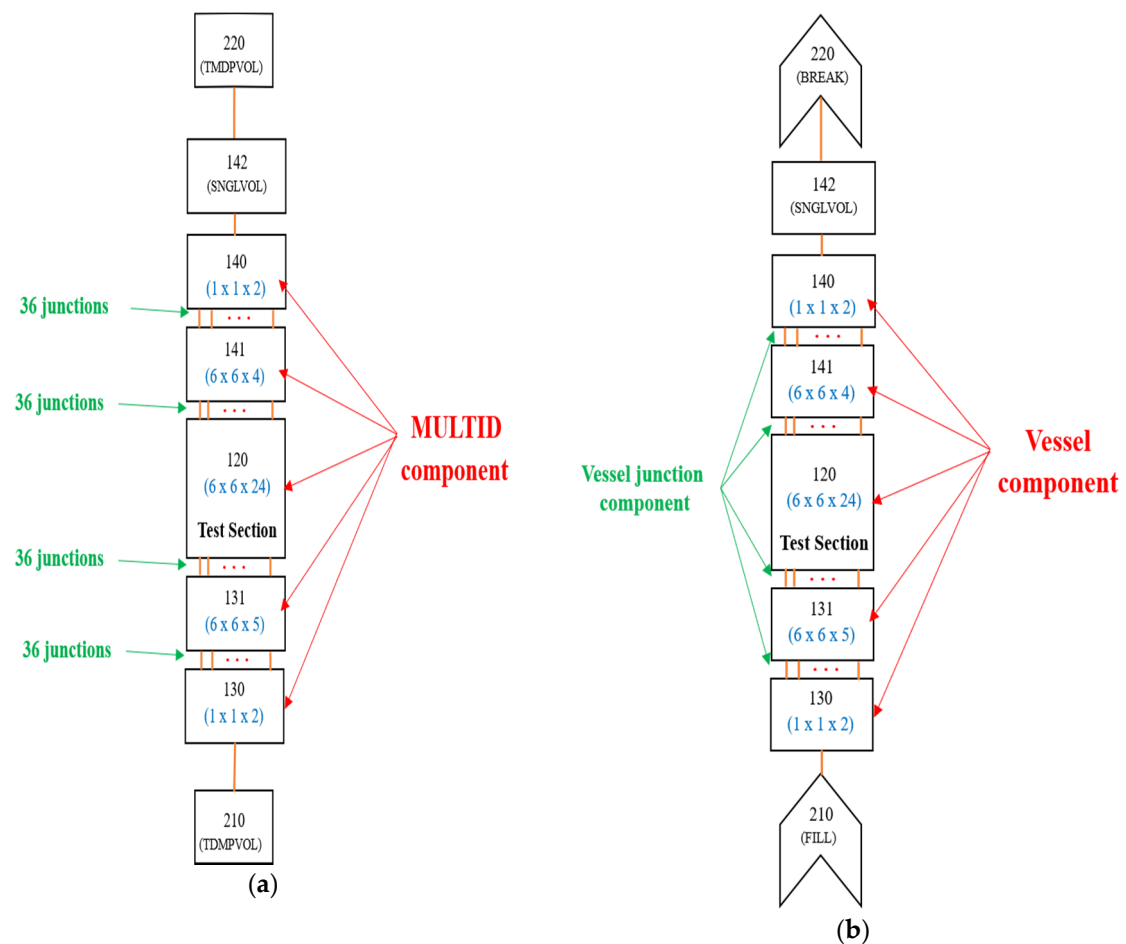 220
(TMDPVOL)
142
(SNGLVOL)
140
(1 x 1 x 2)
36 junctions
...
141
(6 x 6 x 4)
36 junctions
...
120
(6 x 6 x 24)
Test Section
MULTID
component
36 junctions
...
131
(6 x 6 x 5)
36 junctions
...
130
(1 x 1 x 2)
210
(TDMPVOL)
(a)
220
(BREAK)
142
(SNGLVOL)
140
(1 x 1 x 2)
...
141
(6 x 6 x 4)
...
Vessel junction
component
120
(6 x 6 x 24)
Test Section
Vessel
component
...
131
(6 x 6 x 5)
...
130
(1 x 1 x 2)
210
(FILL)
(b)